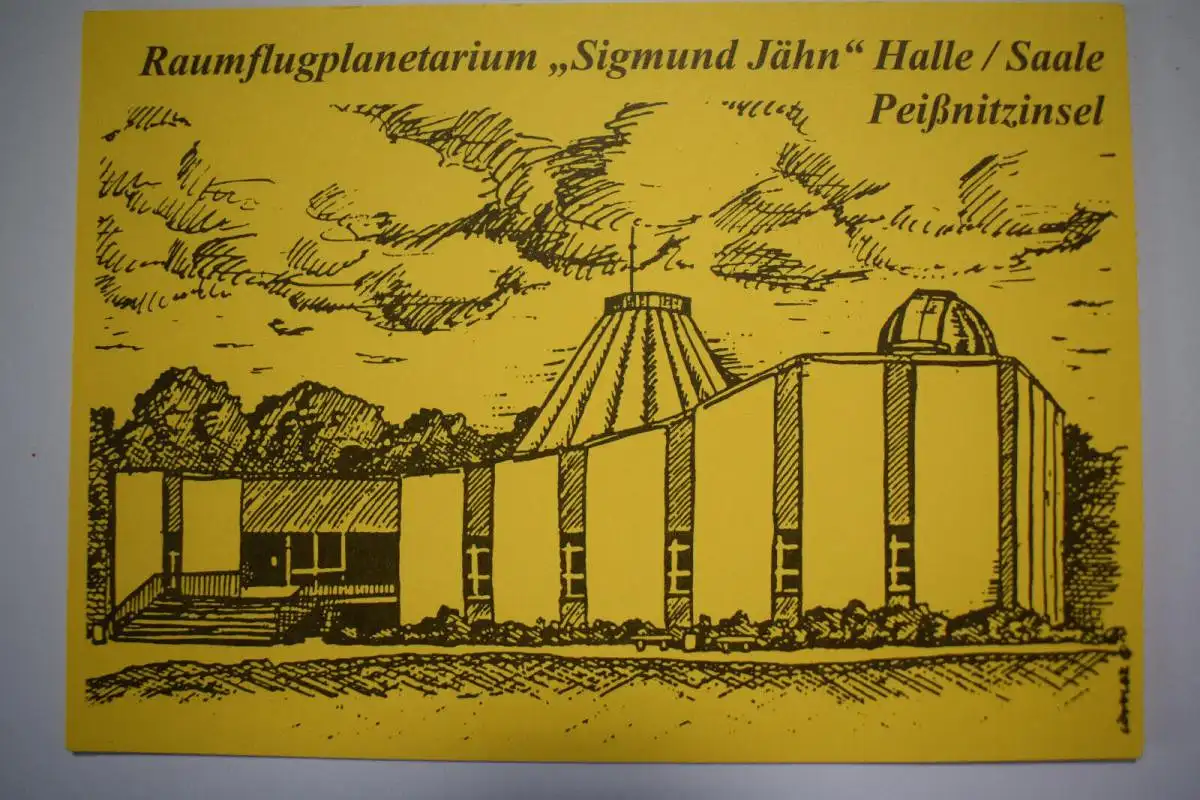 Raumflugplanetarium „Sigmund Jähn“ Halle / Saale
Peißnitzinsel